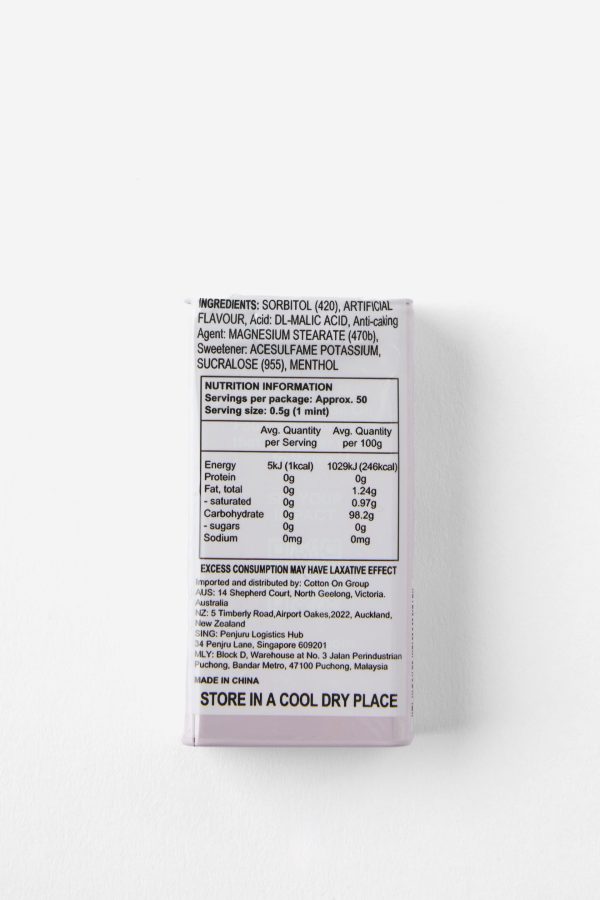 INGREDIENTS: SORBITOL (420), ARTIFICIAL
FLAVOUR, Acid: DL-MALIC ACID, Anti-caking
Agent: MAGNESIUM STEARATE (470b),
Sweetener: ACESULFAME POTASSIUM,
SUCRALOSE (955), MENTHOL
NUTRITION INFORMATION
Servings per package: Approx. 50
Serving size: 0.5g (1 mint)
Avg. Quantity Avg. Quantity
per Serving per 100g
Energy 5kJ (1kcal) 1029kJ (246kcal)
Protein 0g 0g
Fat, total 0g 1.24g
- saturated 0g 0.97g
Carbohydrate 0g 98.2g
- sugars 0g 0g
Sodium 0mg 0mg
EXCESS CONSUMPTION MAY HAVE LAXATIVE EFFECT
Imported and distributed by: Cotton On Group
AUS: 14 Shepherd Court, North Geelong, Victoria.
Australia
NZ: 5 Timberly Road,Airport Oakes,2022, Auckland,
New Zealand
SING: Penjuru Logistics Hub
34 Penjru Lane, Singapore 609201
MLY: Block D, Warehouse at No. 3 Jalan Perindustrian
Puchong, Bandar Metro, 47100 Puchong, Malaysia
MADE IN CHINA
STORE IN A COOL DRY PLACE